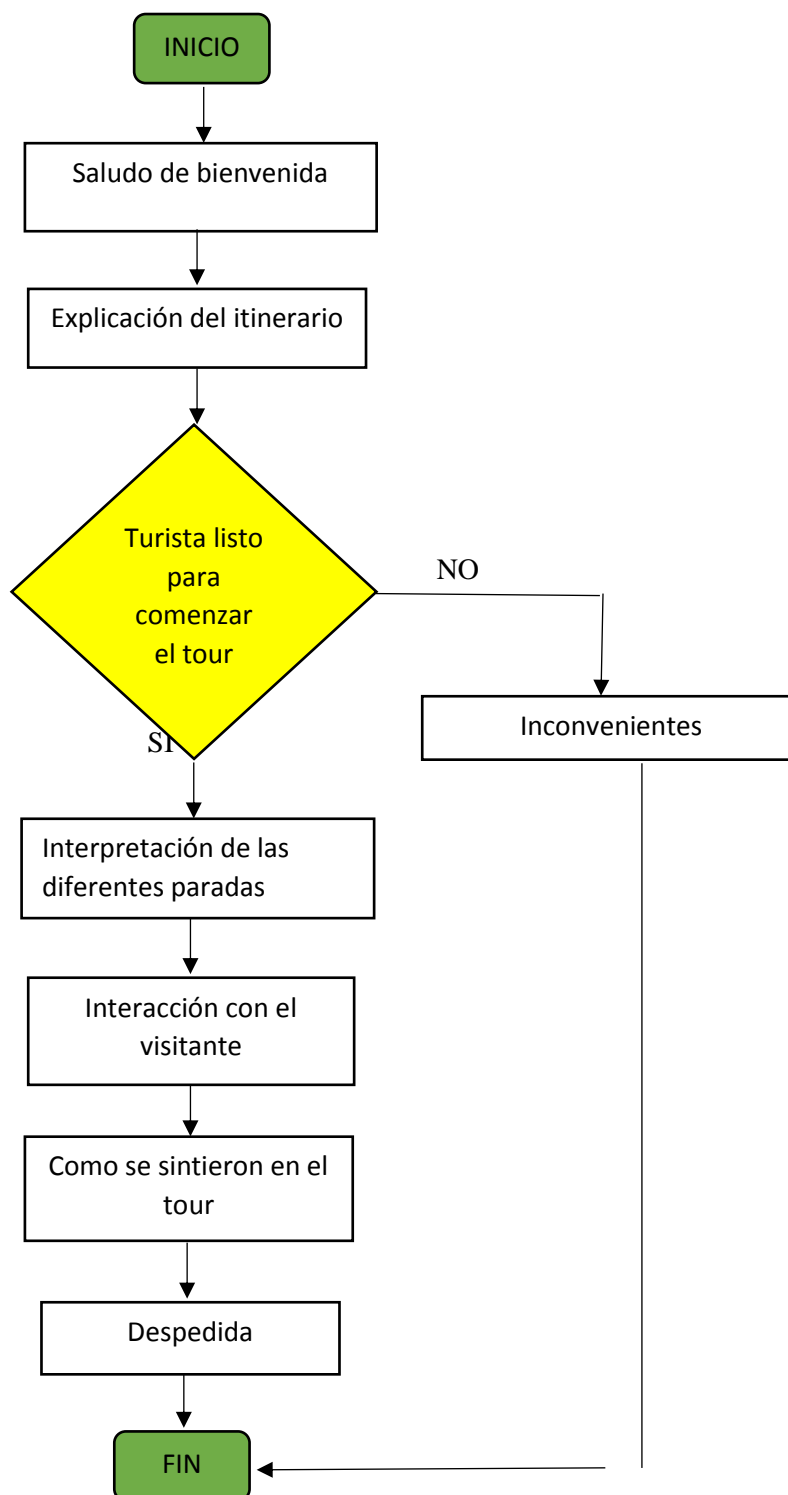 INICIO
Saludo de bienvenida
Explicación del itinerario
Turista listo
para
comenzar
el tour
NO
Inconvenientes
SI
Interpretación de las
diferentes paradas
Interacción con el
visitante
Como se sintieron en el
tour
Despedida
FIN